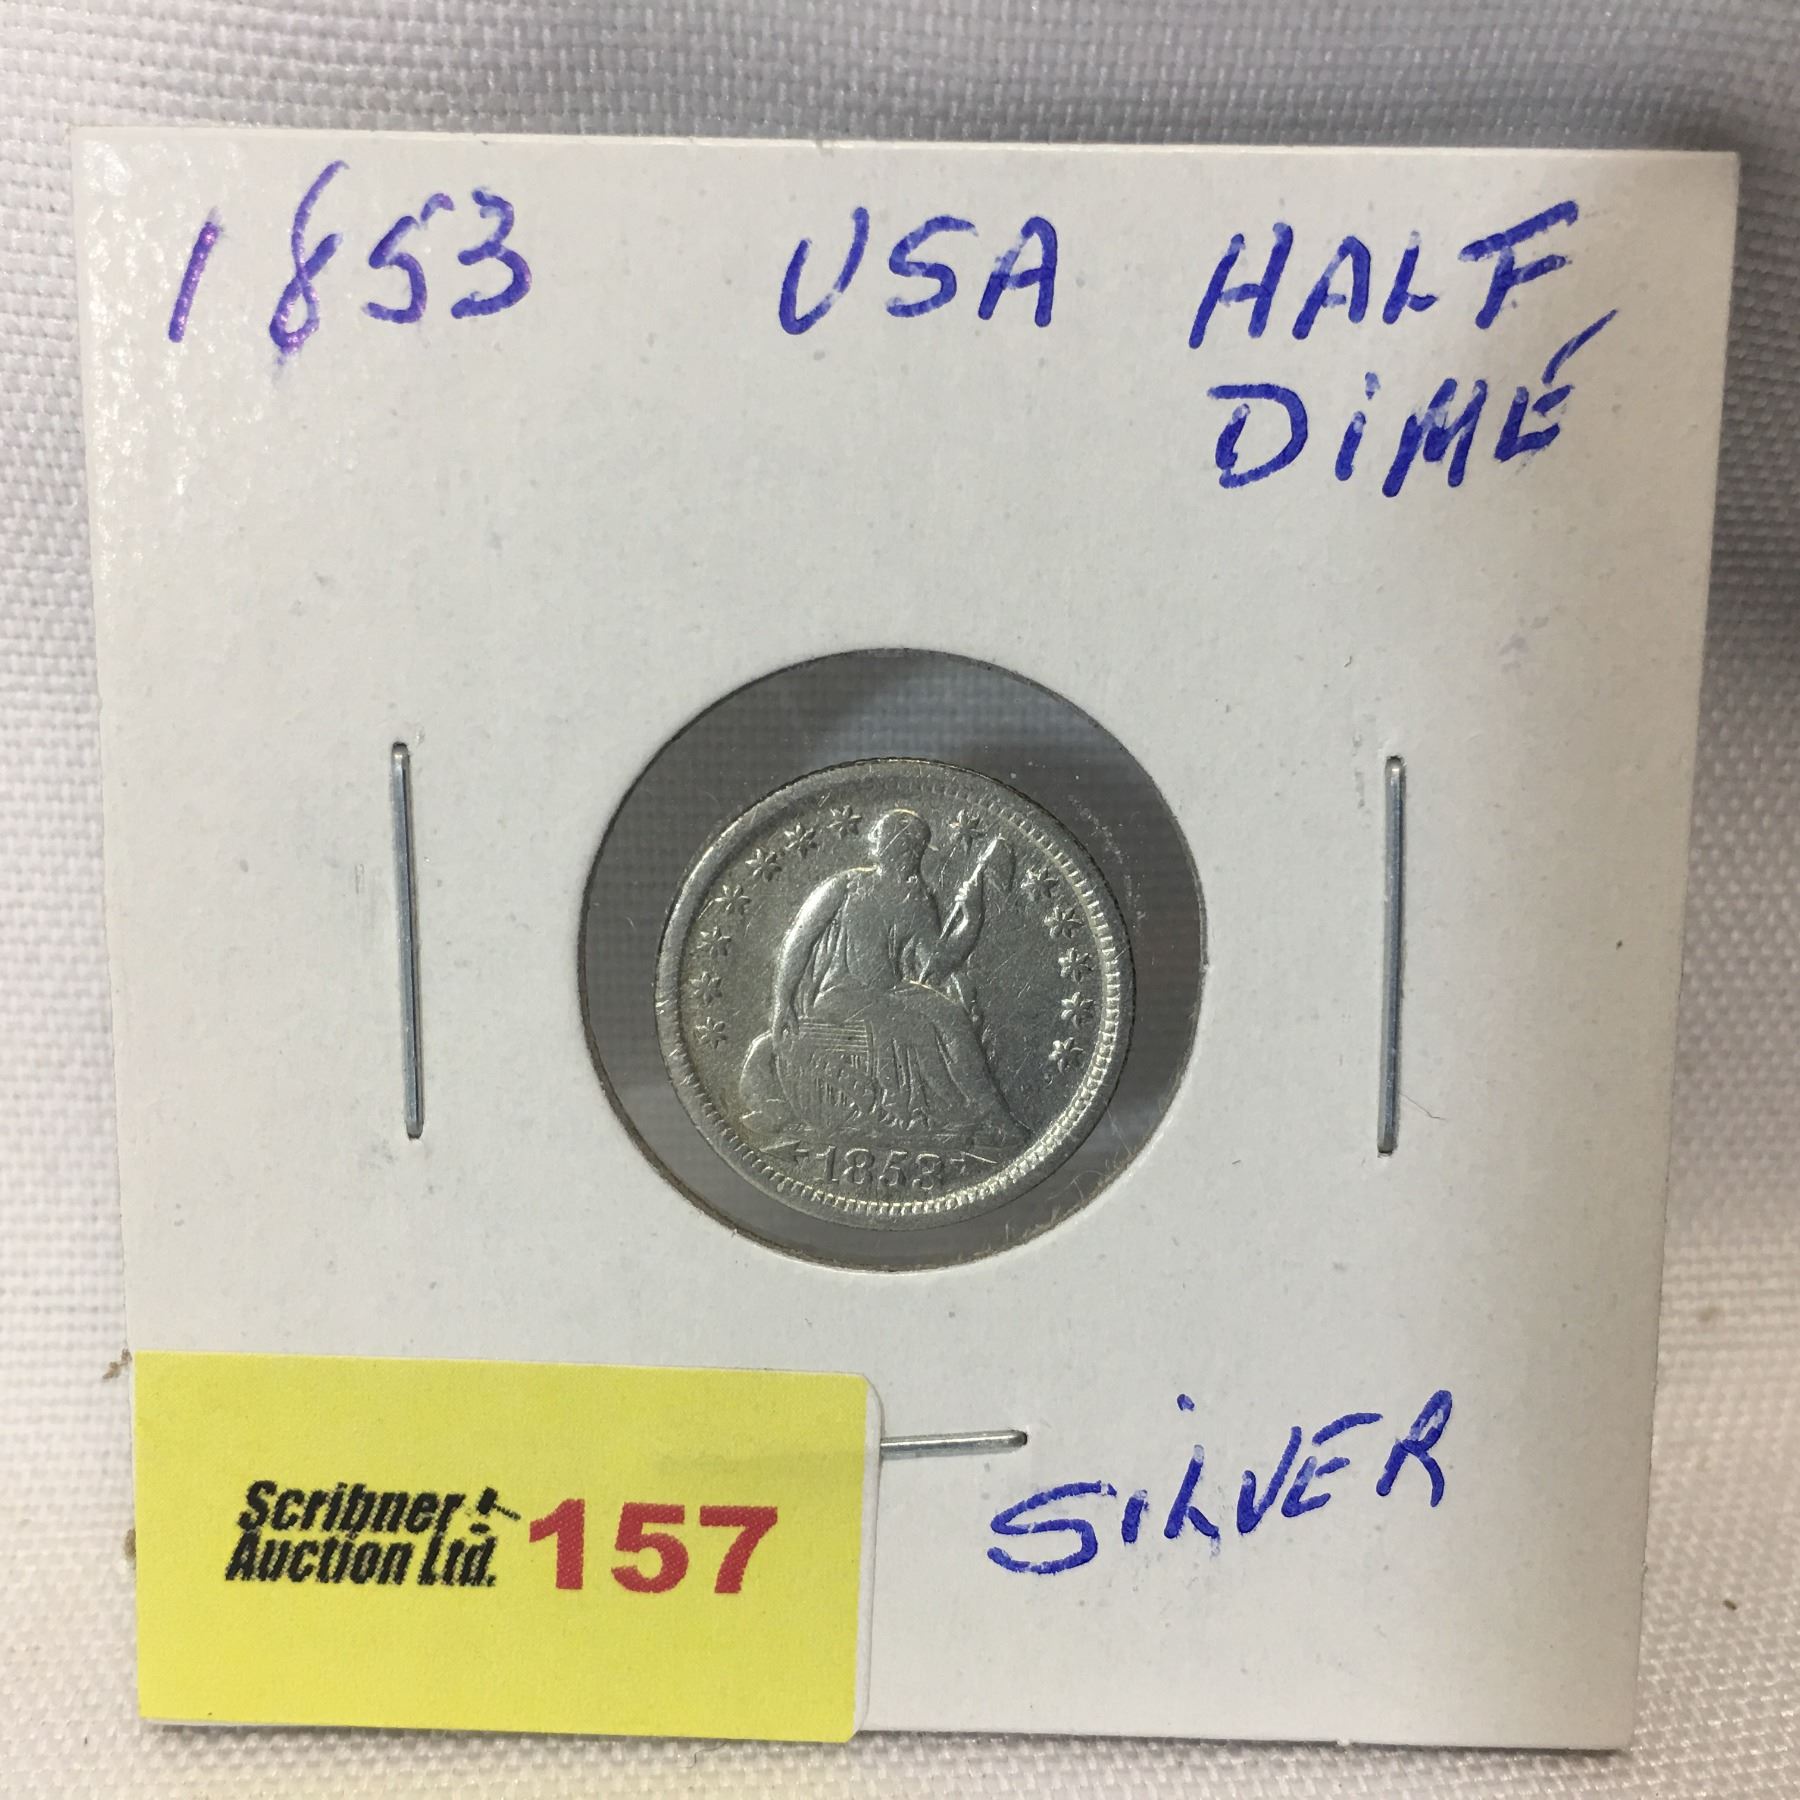 1853 USA HALF
DiMÉ
1853
SiLVER
Scribner
Auction Ltd. 157